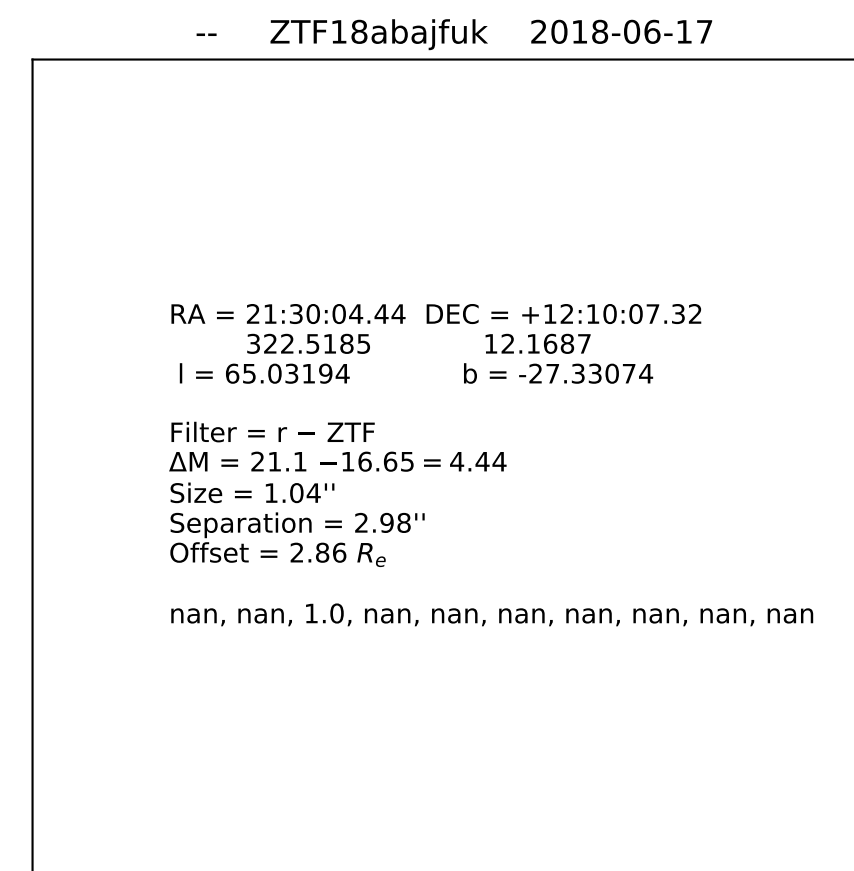 -- ZTF18abajfuk 2018-06-17
RA = 21:30:04.44 DEC = +12:10:07.32
322.5185 12.1687
l = 65.03194 b = -27.33074
Filter = r − ZTF
ΔM = 21.1 −16.65 = 4.44
Size = 1.04''
Separation = 2.98''
Offset = 2.86 Re
nan, nan, 1.0, nan, nan, nan, nan, nan, nan, nan